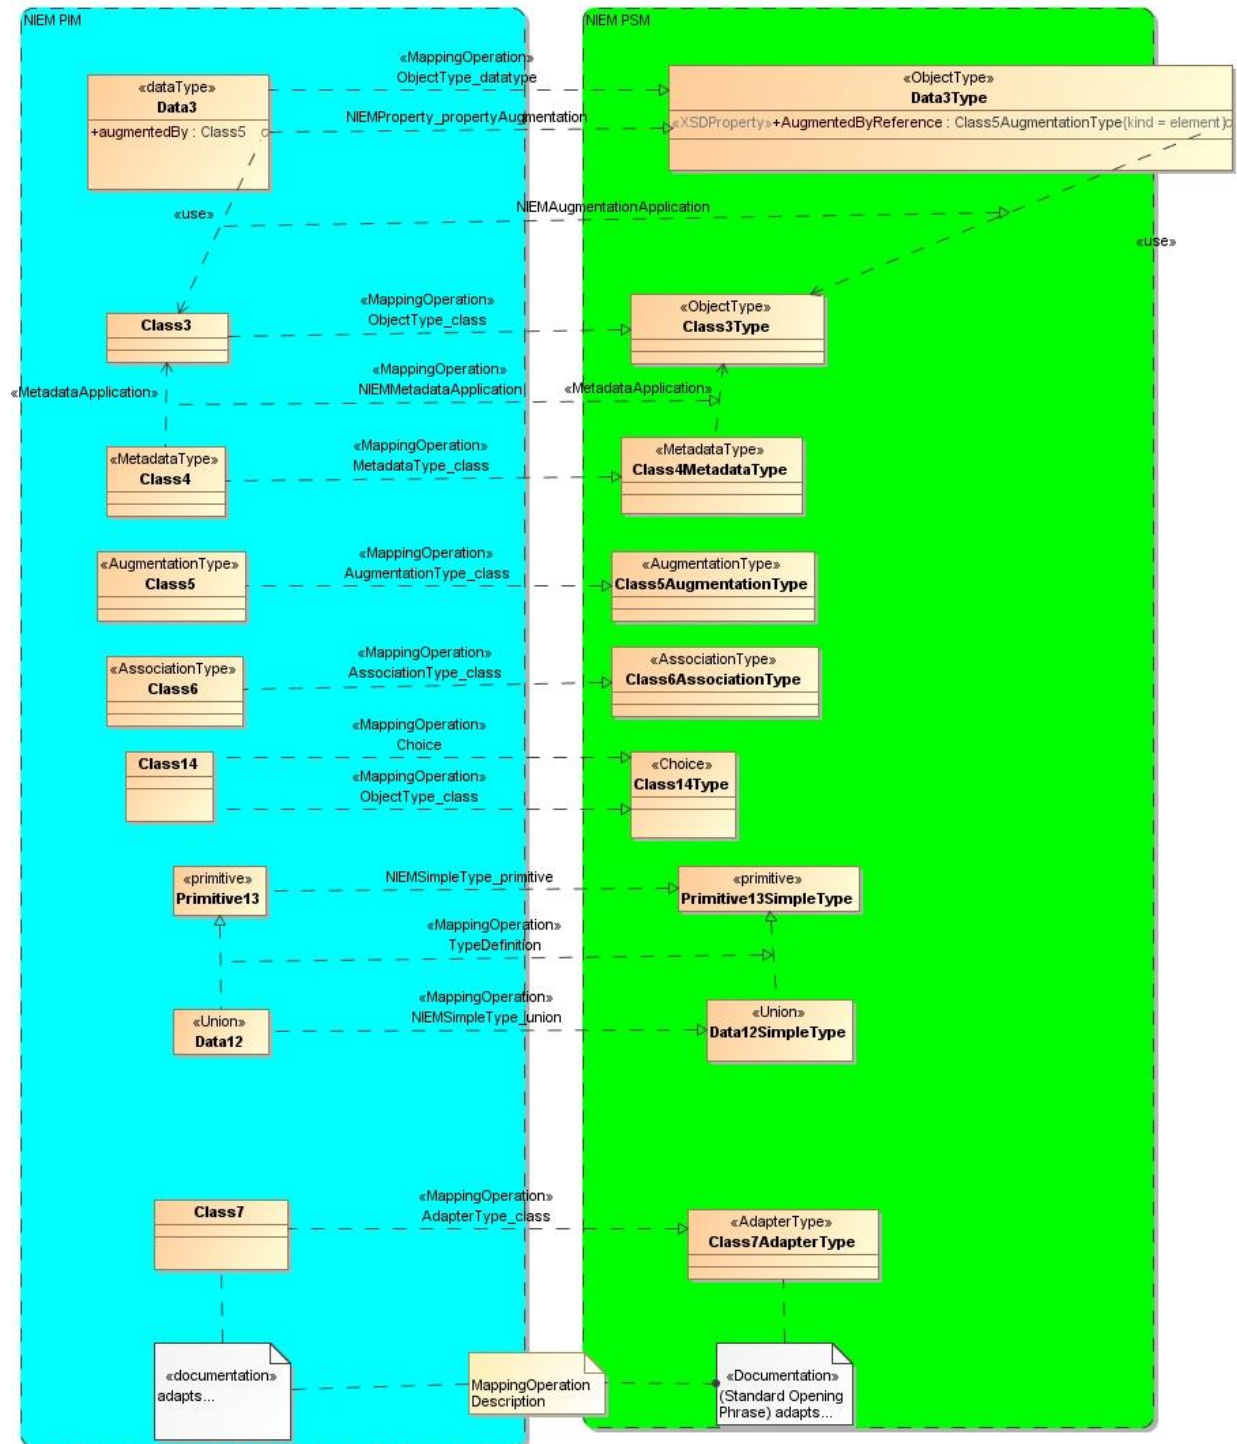 NIEM PIM
NIEM PSM
«MappingOperation»
ObjectType_datatype
«dataType»
Data3
+augmentedBy : Class5
«ObjectType»
Data3Type
NIEMProperty_propertyAugmentation
«XSDProperty»+AugmentedByReference : Class5AugmentationType{kind = element}
«use»
NIEMAugmentationApplication
«use»
«MappingOperation»
ObjectType_class
Class3
«ObjectType»
Class3Type
«MappingOperation»
NIEMMetadataApplication
«MetadataApplication»
«MetadataApplication»
«MappingOperation»
MetadataType_class
«MetadataType»
Class4
«MetadataType»
Class4MetadataType
«MappingOperation»
AugmentationType_class
«AugmentationType»
Class5
«AugmentationType»
Class5AugmentationType
«MappingOperation»
AssociationType_class
«AssociationType»
Class6
«AssociationType»
Class6AssociationType
«MappingOperation»
Choice
Class14
«MappingOperation»
ObjectType_class
«Choice»
Class14Type
NIEMSimpleType_primitive
«primitive»
Primitive13
«primitive»
Primitive13SimpleType
«MappingOperation»
TypeDefinition
«MappingOperation»
NIEMSimpleType_union
«Union»
Data12
«Union»
Data12SimpleType
«MappingOperation»
AdapterType_class
Class7
«AdapterType»
Class7AdapterType
«documentation»
adapts...
MappingOperation
Description
«Documentation»
(Standard Opening
Phrase) adapts...